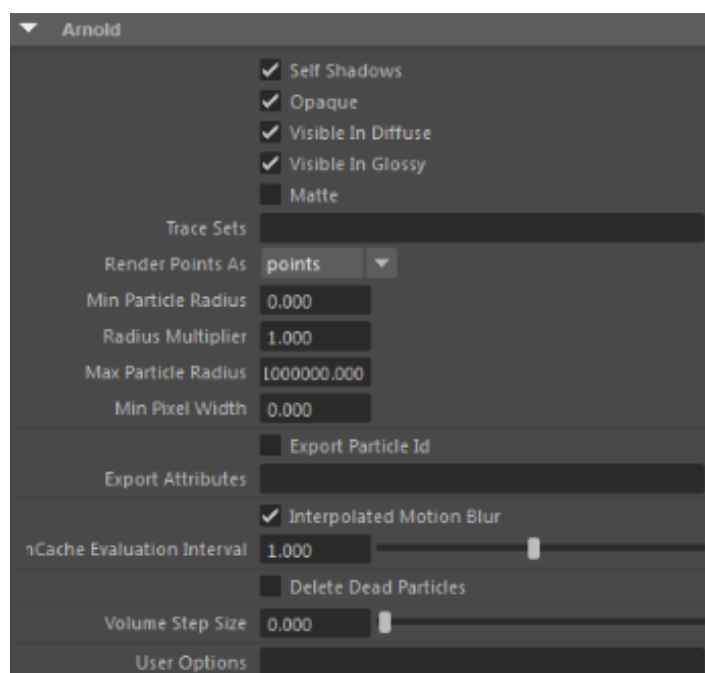 Arnold
Self Shadows
Opaque
Visible In Diffuse
Visible In Glossy
Matte
Trace Sets
Render Points As points
Min Particle Radius 0.000
Radius Multiplier 1.000
Max Particle Radius 1000000.000
Min Pixel Width 0.000
Export Particle Id
Export Attributes
Interpolated Motion Blur
nCache Evaluation Interval 1.000
Delete Dead Particles
Volume Step Size 0.000
User Options